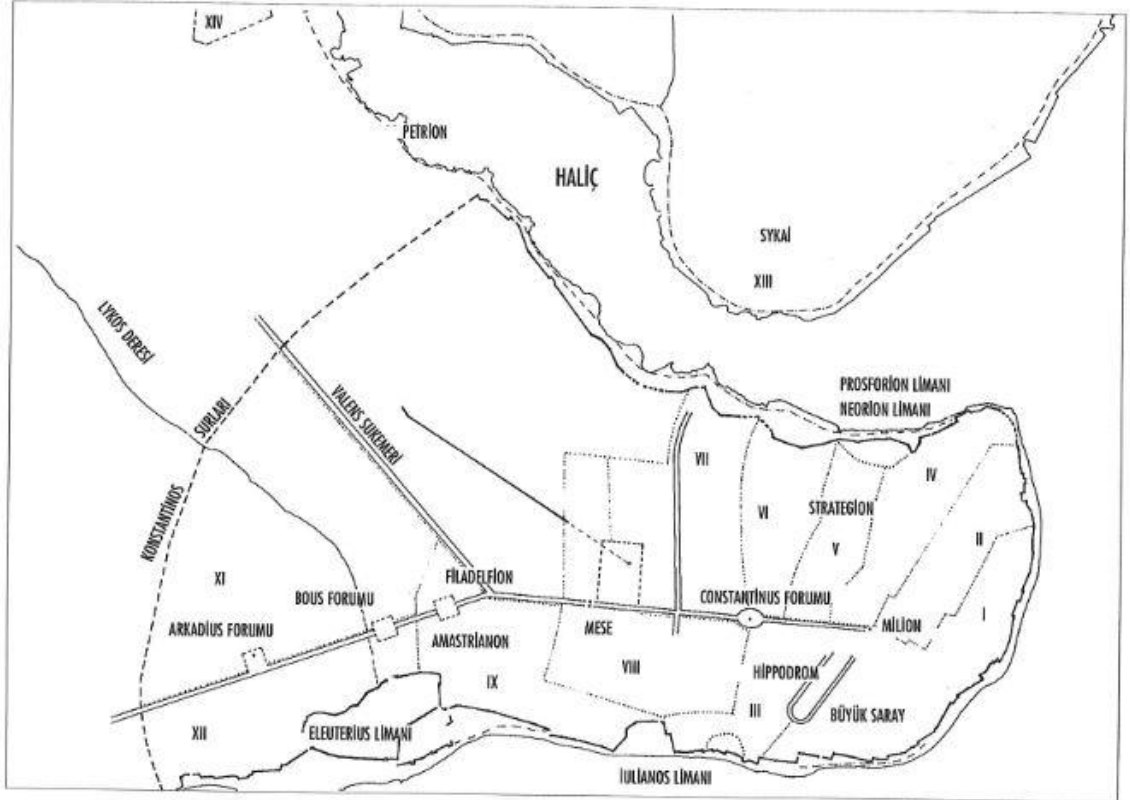 XIV
PETRİON
HALİÇ
SYKAİ
XIII
LYKOS DERESİ
SURLARI
KONSTANTİNOS
VALENS SUKEMERİ
PROSFORİON LİMANI
NEORİON LİMANI
VII
VI
IV
STRATEGİON
V
II
I
XI
FİLADELFİON
BOUS FORUMU
CONSTANTİNUS FORUMU
ARKADİUS FORUMU
AMASTRİANON
MESE
MİLİON
VIII
HİPPODROM
IX
III
BÜYÜK SARAY
XII
ELEUTERİUS LİMANI
İULİANOS LİMANI